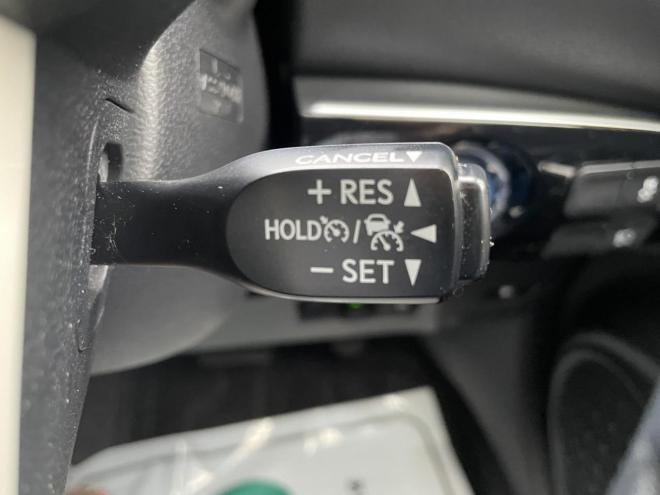 CANCEL▼
+ RES ▲
HOLD / ◀
− SET ▼